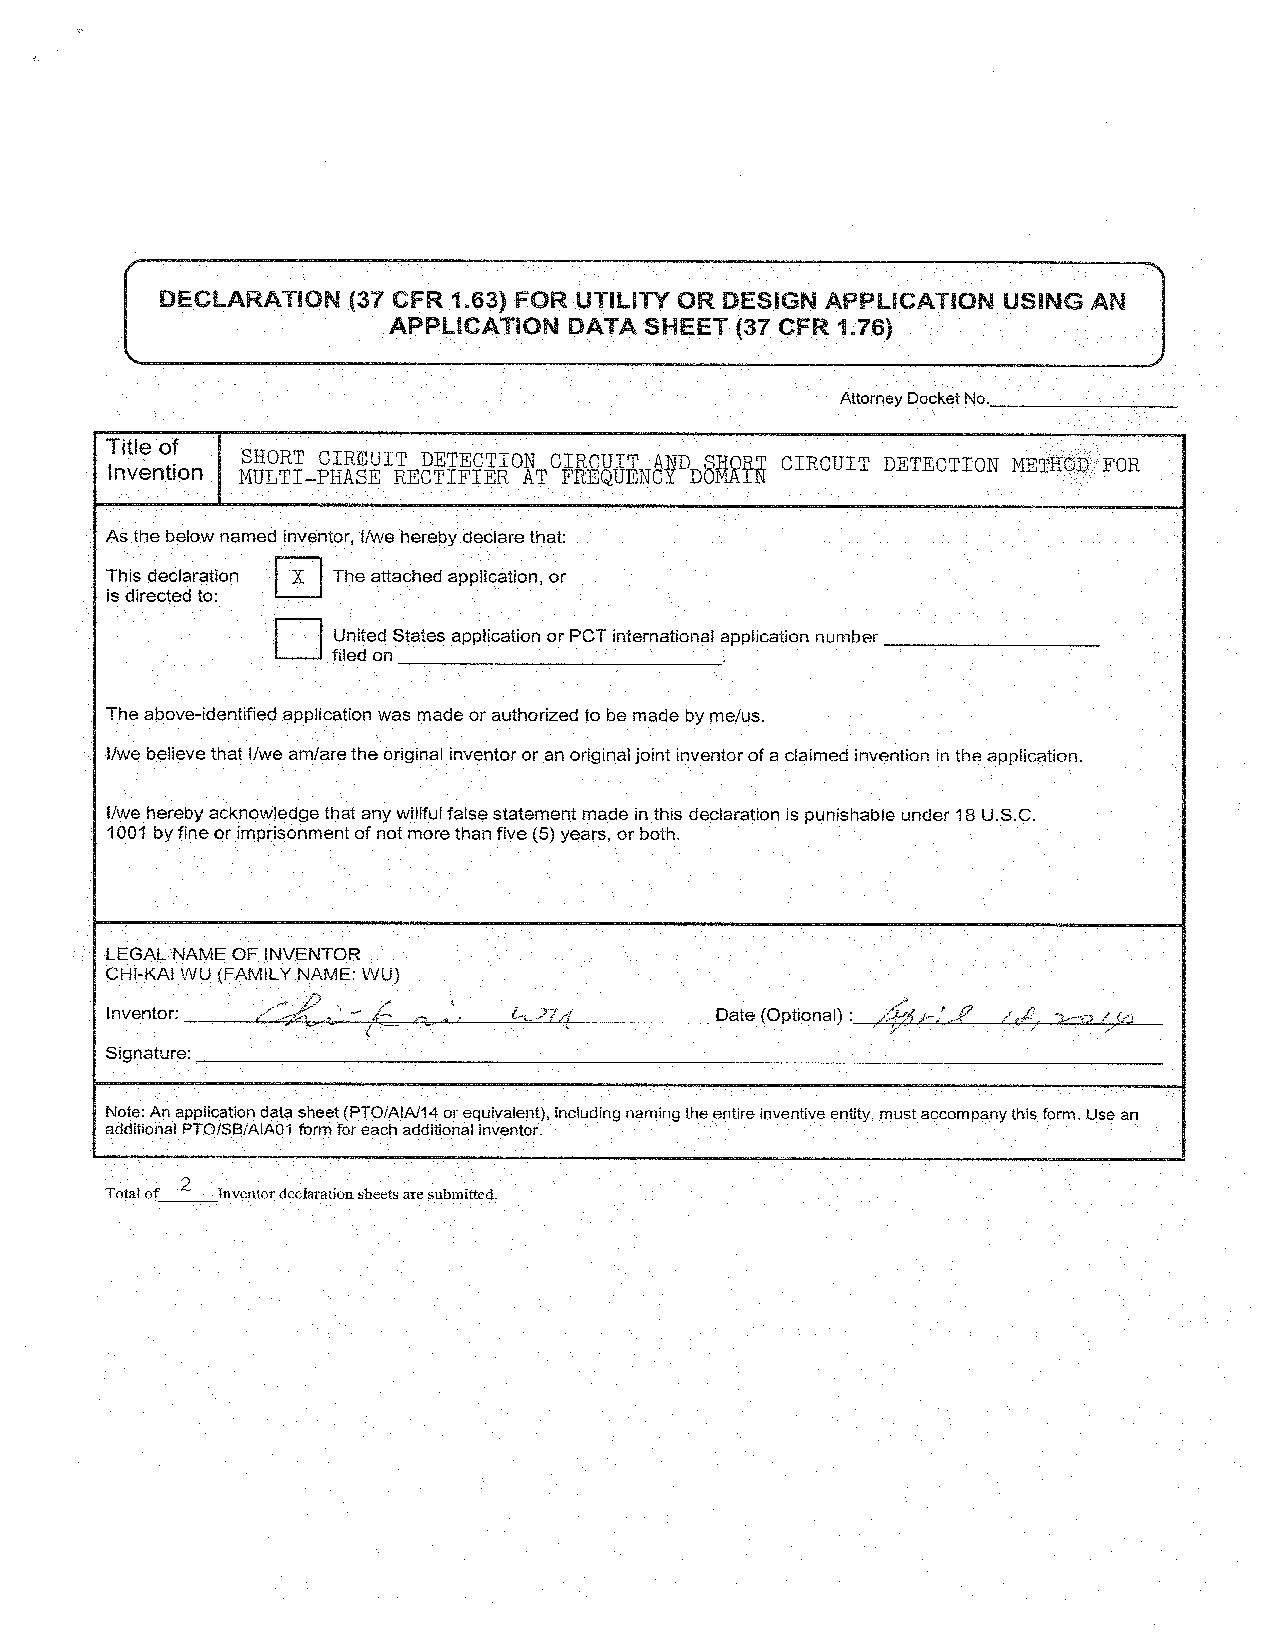 DECLARATION (37 CFR 1.63) FOR UTILITY OR DESIGN APPLICATION USING AN
APPLICATION DATA SHEET (37 CFR 1.76)
Attorney Docket No.
Title of
Invention
SHORT CIRCUIT DETECTION CIRCUIT AND SHORT CIRCUIT DETECTION METHOD FOR
MULTI-PHASE RECTIFIER AT FREQUENCY DOMAIN
As the below named inventor, I/we hereby declare that:
This declaration
is directed to:
X The attached application, or
United States application or PCT international application number
filed on
The above-identified application was made or authorized to be made by me/us.
I/we believe that I/we am/are the original inventor or an original joint inventor of a claimed invention in the application.
I/we hereby acknowledge that any willful false statement made in this declaration is punishable under 18 U.S.C.
1001 by fine or imprisonment of not more than five (5) years, or both.
LEGAL NAME OF INVENTOR
CHI-KAI WU (FAMILY NAME: WU)
Inventor: Chi-Kai Wu Date (Optional) : April
Signature:
Note: An application data sheet (PTO/AIA/14 or equivalent), including naming the entire inventive entity, must accompany this form. Use an
additional PTO/SB/AIA01 form for each additional inventor.
Total of 2 Inventor declaration sheets are submitted.